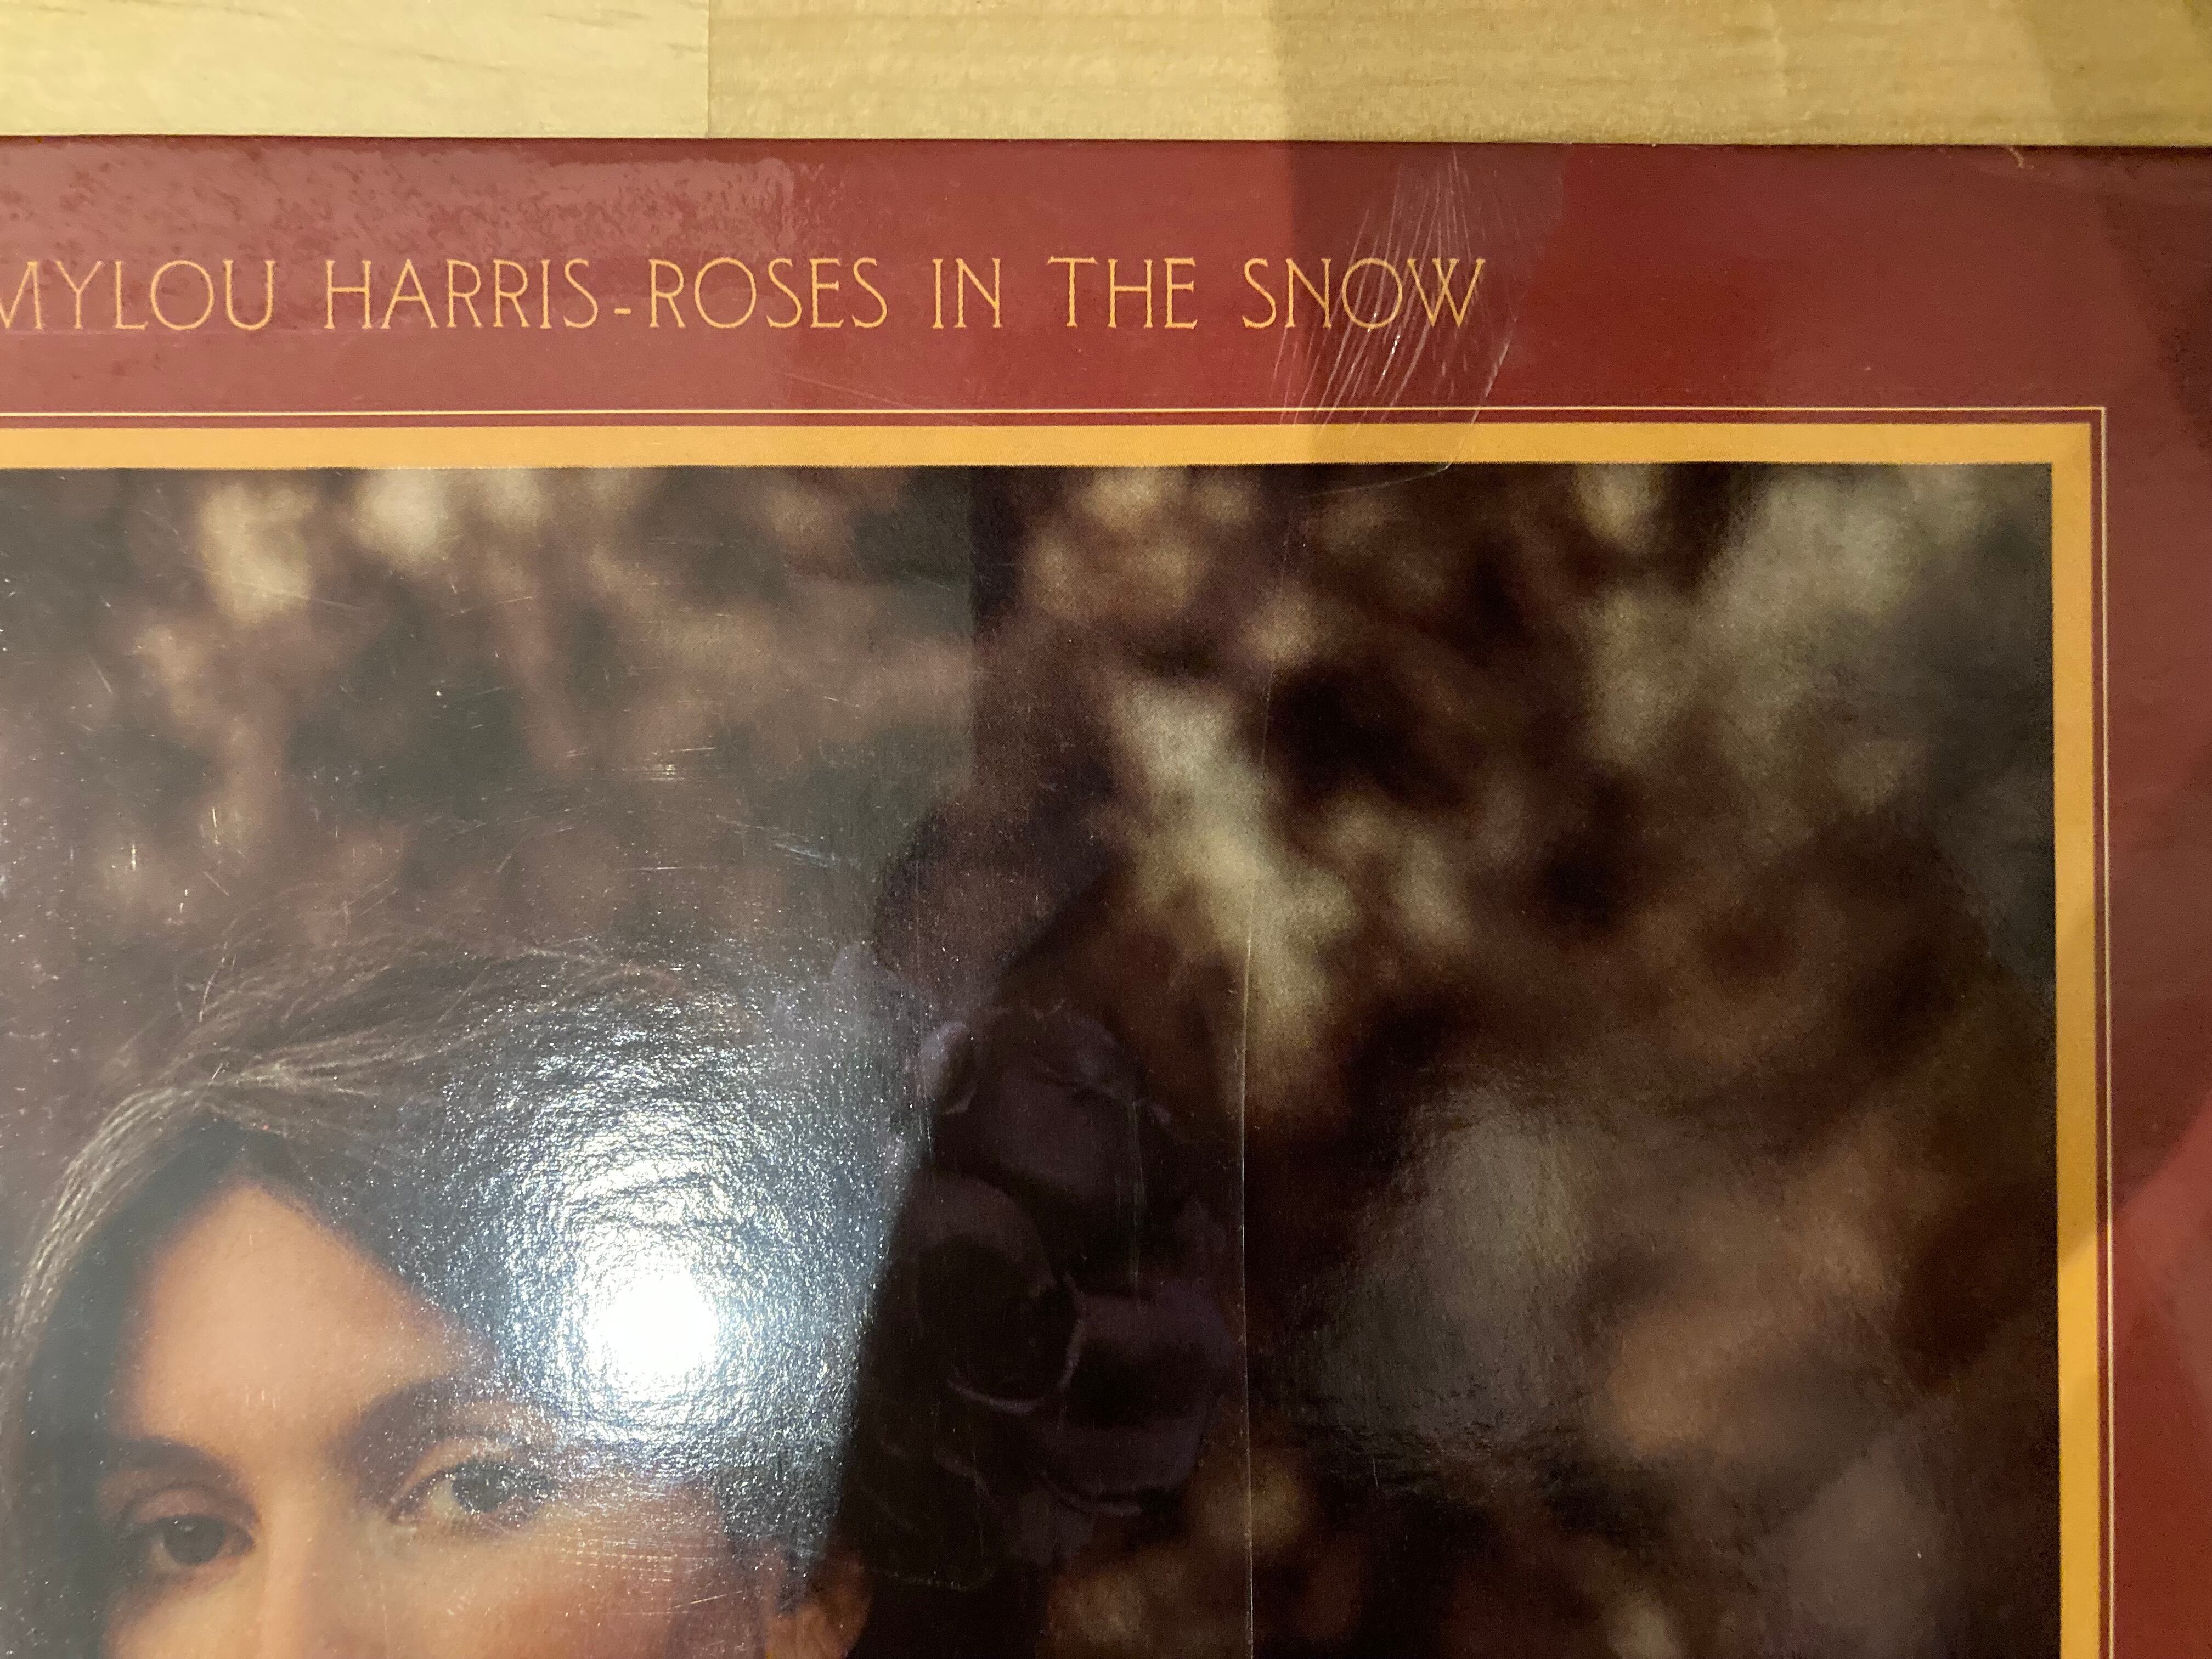 MYLOU HARRIS-ROSES IN THE SNOW